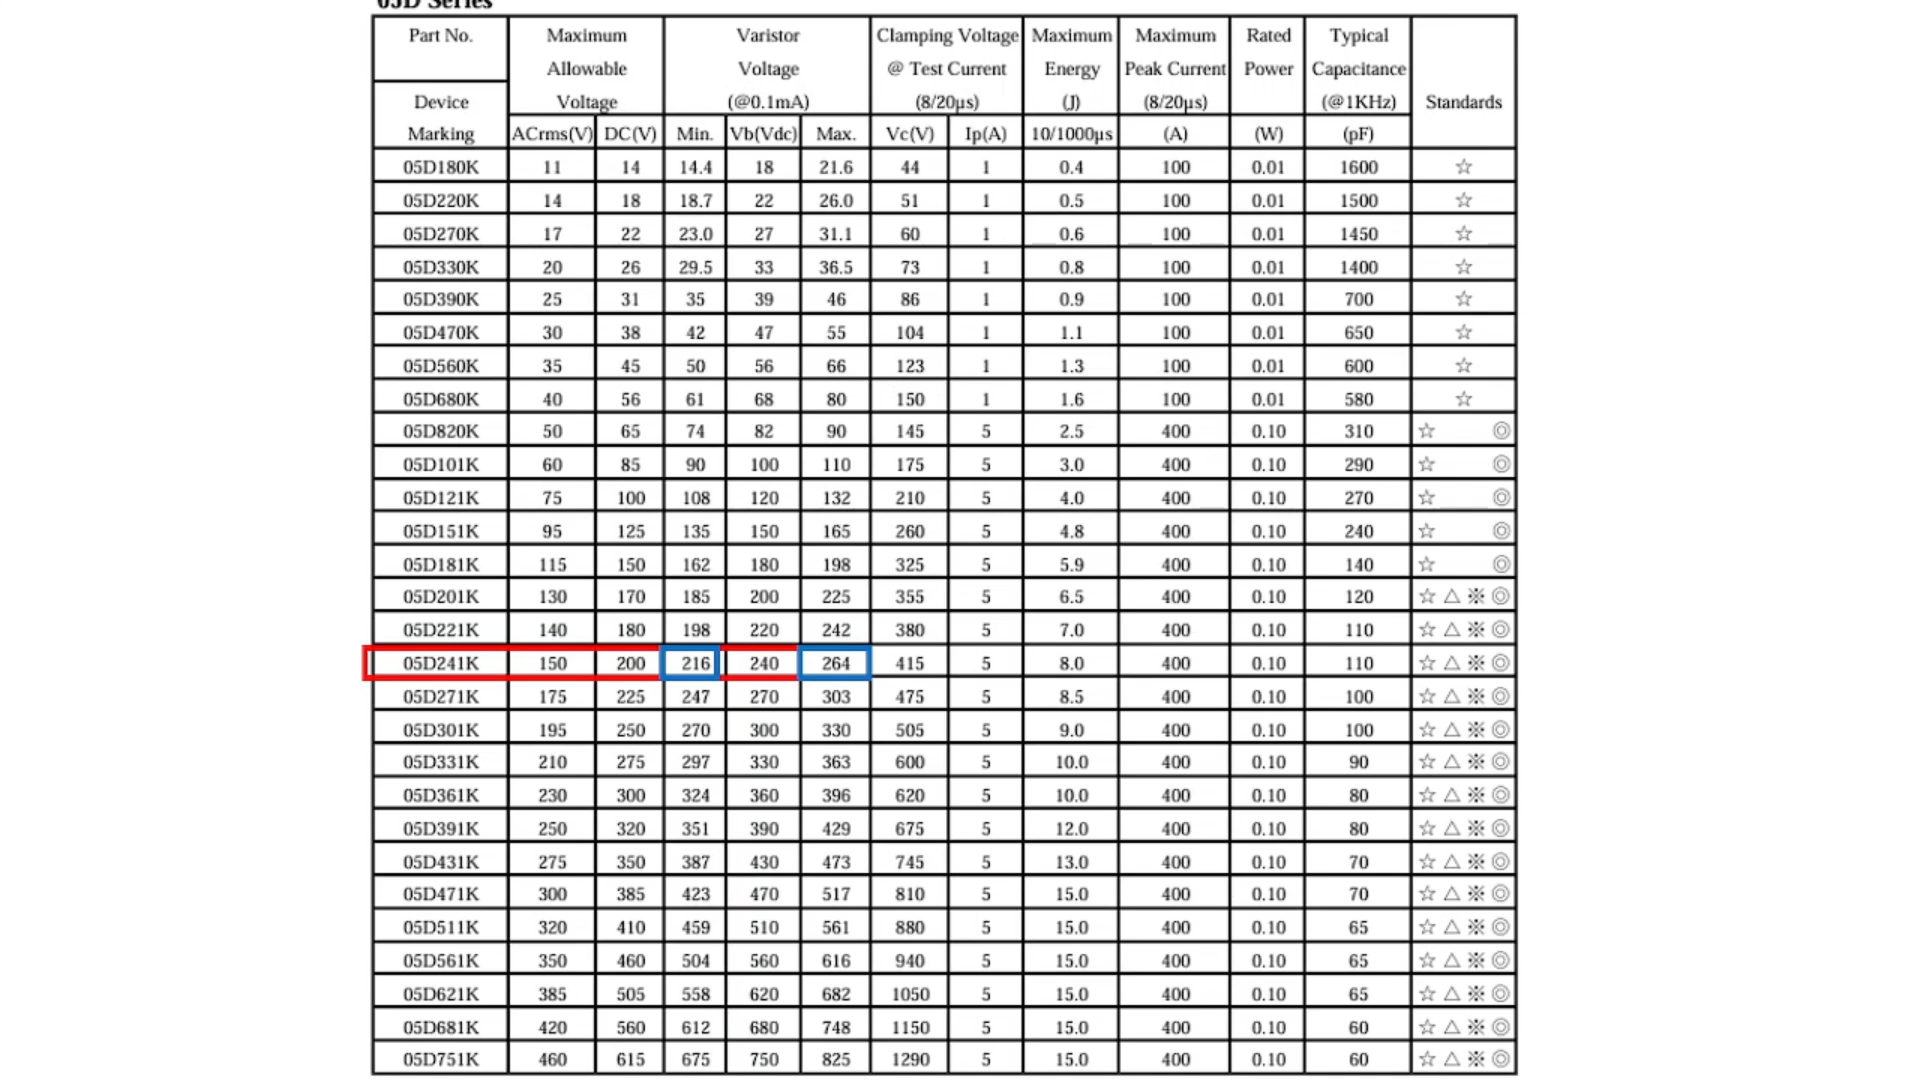 05D Series
Part No. Maximum Varistor Clamping Voltage Maximum Maximum Rated Typical
Allowable Voltage @ Test Current Energy Peak Current Power Capacitance
Device Voltage (@0.1mA) (8/20μs) (J) (8/20μs) (@1KHz) Standards
Marking ACrms(V) DC(V) Min. Vb(Vdc) Max. Vc(V) Ip(A) 10/1000μs (A) (W) (pF)
05D180K 11 14 14.4 18 21.6 44 1 0.4 100 0.01 1600 ☆
05D220K 14 18 18.7 22 26.0 51 1 0.5 100 0.01 1500 ☆
05D270K 17 22 23.0 27 31.1 60 1 0.6 100 0.01 1450 ☆
05D330K 20 26 29.5 33 36.5 73 1 0.8 100 0.01 1400 ☆
05D390K 25 31 35 39 46 86 1 0.9 100 0.01 700 ☆
05D470K 30 38 42 47 55 104 1 1.1 100 0.01 650 ☆
05D560K 35 45 50 56 66 123 1 1.3 100 0.01 600 ☆
05D680K 40 56 61 68 80 150 1 1.6 100 0.01 580 ☆
05D820K 50 65 74 82 90 145 5 2.5 400 0.10 310 ☆ ◎
05D101K 60 85 90 100 110 175 5 3.0 400 0.10 290 ☆ ◎
05D121K 75 100 108 120 132 210 5 4.0 400 0.10 270 ☆ ◎
05D151K 95 125 135 150 165 260 5 4.8 400 0.10 240 ☆ ◎
05D181K 115 150 162 180 198 325 5 5.9 400 0.10 140 ☆ ◎
05D201K 130 170 185 200 225 355 5 6.5 400 0.10 120 ☆ △ ※ ◎
05D221K 140 180 198 220 242 380 5 7.0 400 0.10 110 ☆ △ ※ ◎
05D241K 150 200 216 240 264 415 5 8.0 400 0.10 110 ☆ △ ※ ◎
05D271K 175 225 247 270 303 475 5 8.5 400 0.10 100 ☆ △ ※ ◎
05D301K 195 250 270 300 330 505 5 9.0 400 0.10 100 ☆ △ ※ ◎
05D331K 210 275 297 330 363 600 5 10.0 400 0.10 90 ☆ △ ※ ◎
05D361K 230 300 324 360 396 620 5 10.0 400 0.10 80 ☆ △ ※ ◎
05D391K 250 320 351 390 429 675 5 12.0 400 0.10 80 ☆ △ ※ ◎
05D431K 275 350 387 430 473 745 5 13.0 400 0.10 70 ☆ △ ※ ◎
05D471K 300 385 423 470 517 810 5 15.0 400 0.10 70 ☆ △ ※ ◎
05D511K 320 410 459 510 561 880 5 15.0 400 0.10 65 ☆ △ ※ ◎
05D561K 350 460 504 560 616 940 5 15.0 400 0.10 65 ☆ △ ※ ◎
05D621K 385 505 558 620 682 1050 5 15.0 400 0.10 65 ☆ △ ※ ◎
05D681K 420 560 612 680 748 1150 5 15.0 400 0.10 60 ☆ △ ※ ◎
05D751K 460 615 675 750 825 1290 5 15.0 400 0.10 60 ☆ △ ※ ◎